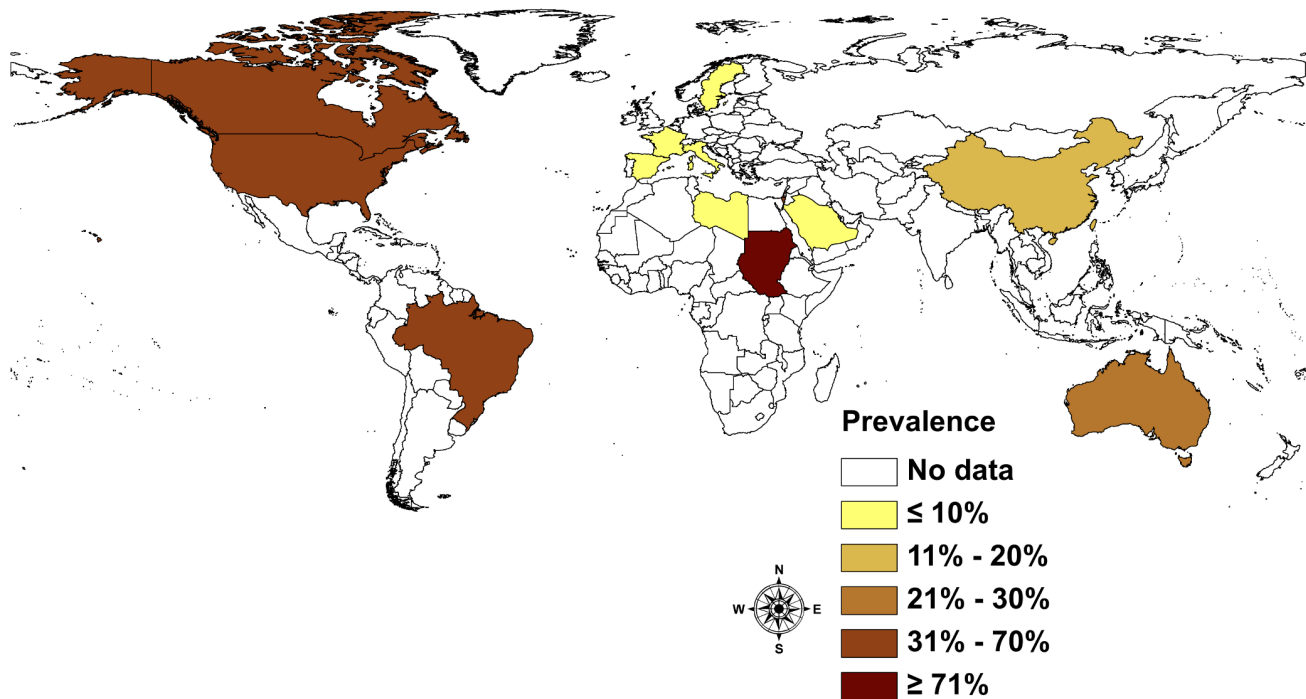 Prevalence
No data
≤ 10%
11% - 20%
21% - 30%
31% - 70%
≥ 71%
N
W E
S